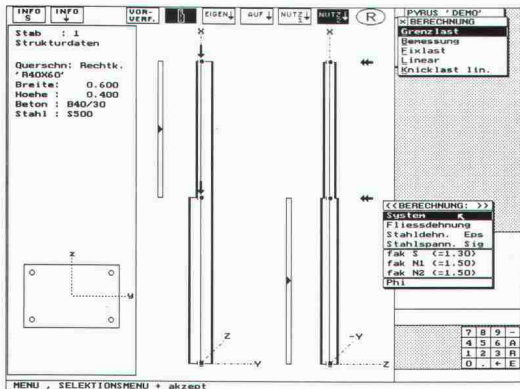 INFO S
INFO
VOR- VERF.
EIGEN
AUF
NUTZ 1
NUTZ 2
R
PYRUS 'DEMO'
× BERECHNUNG
Grenzlast
Bemessung
Fixlast
Linear
Knicklast lin.
Stab : 1
Strukturdaten
Querschn: Rechtk.
'R40X60'
Breite: 0.600
Hoehe : 0.400
Beton : B40/30
Stahl : S500
X
X
<<BERECHNUNG: >>
System
Fliessdehnung
Stahldehn. Eps
Stahlspann. Sig
fak S (=1.30)
fak N1 (=1.50)
fak N2 (=1.50)
Phi
z
y
Z
Y
-Y
Z
7 8 9 -
4 5 6 A
1 2 3 R
0 . ← E
MENU , SELEKTIONSMENU + akzept